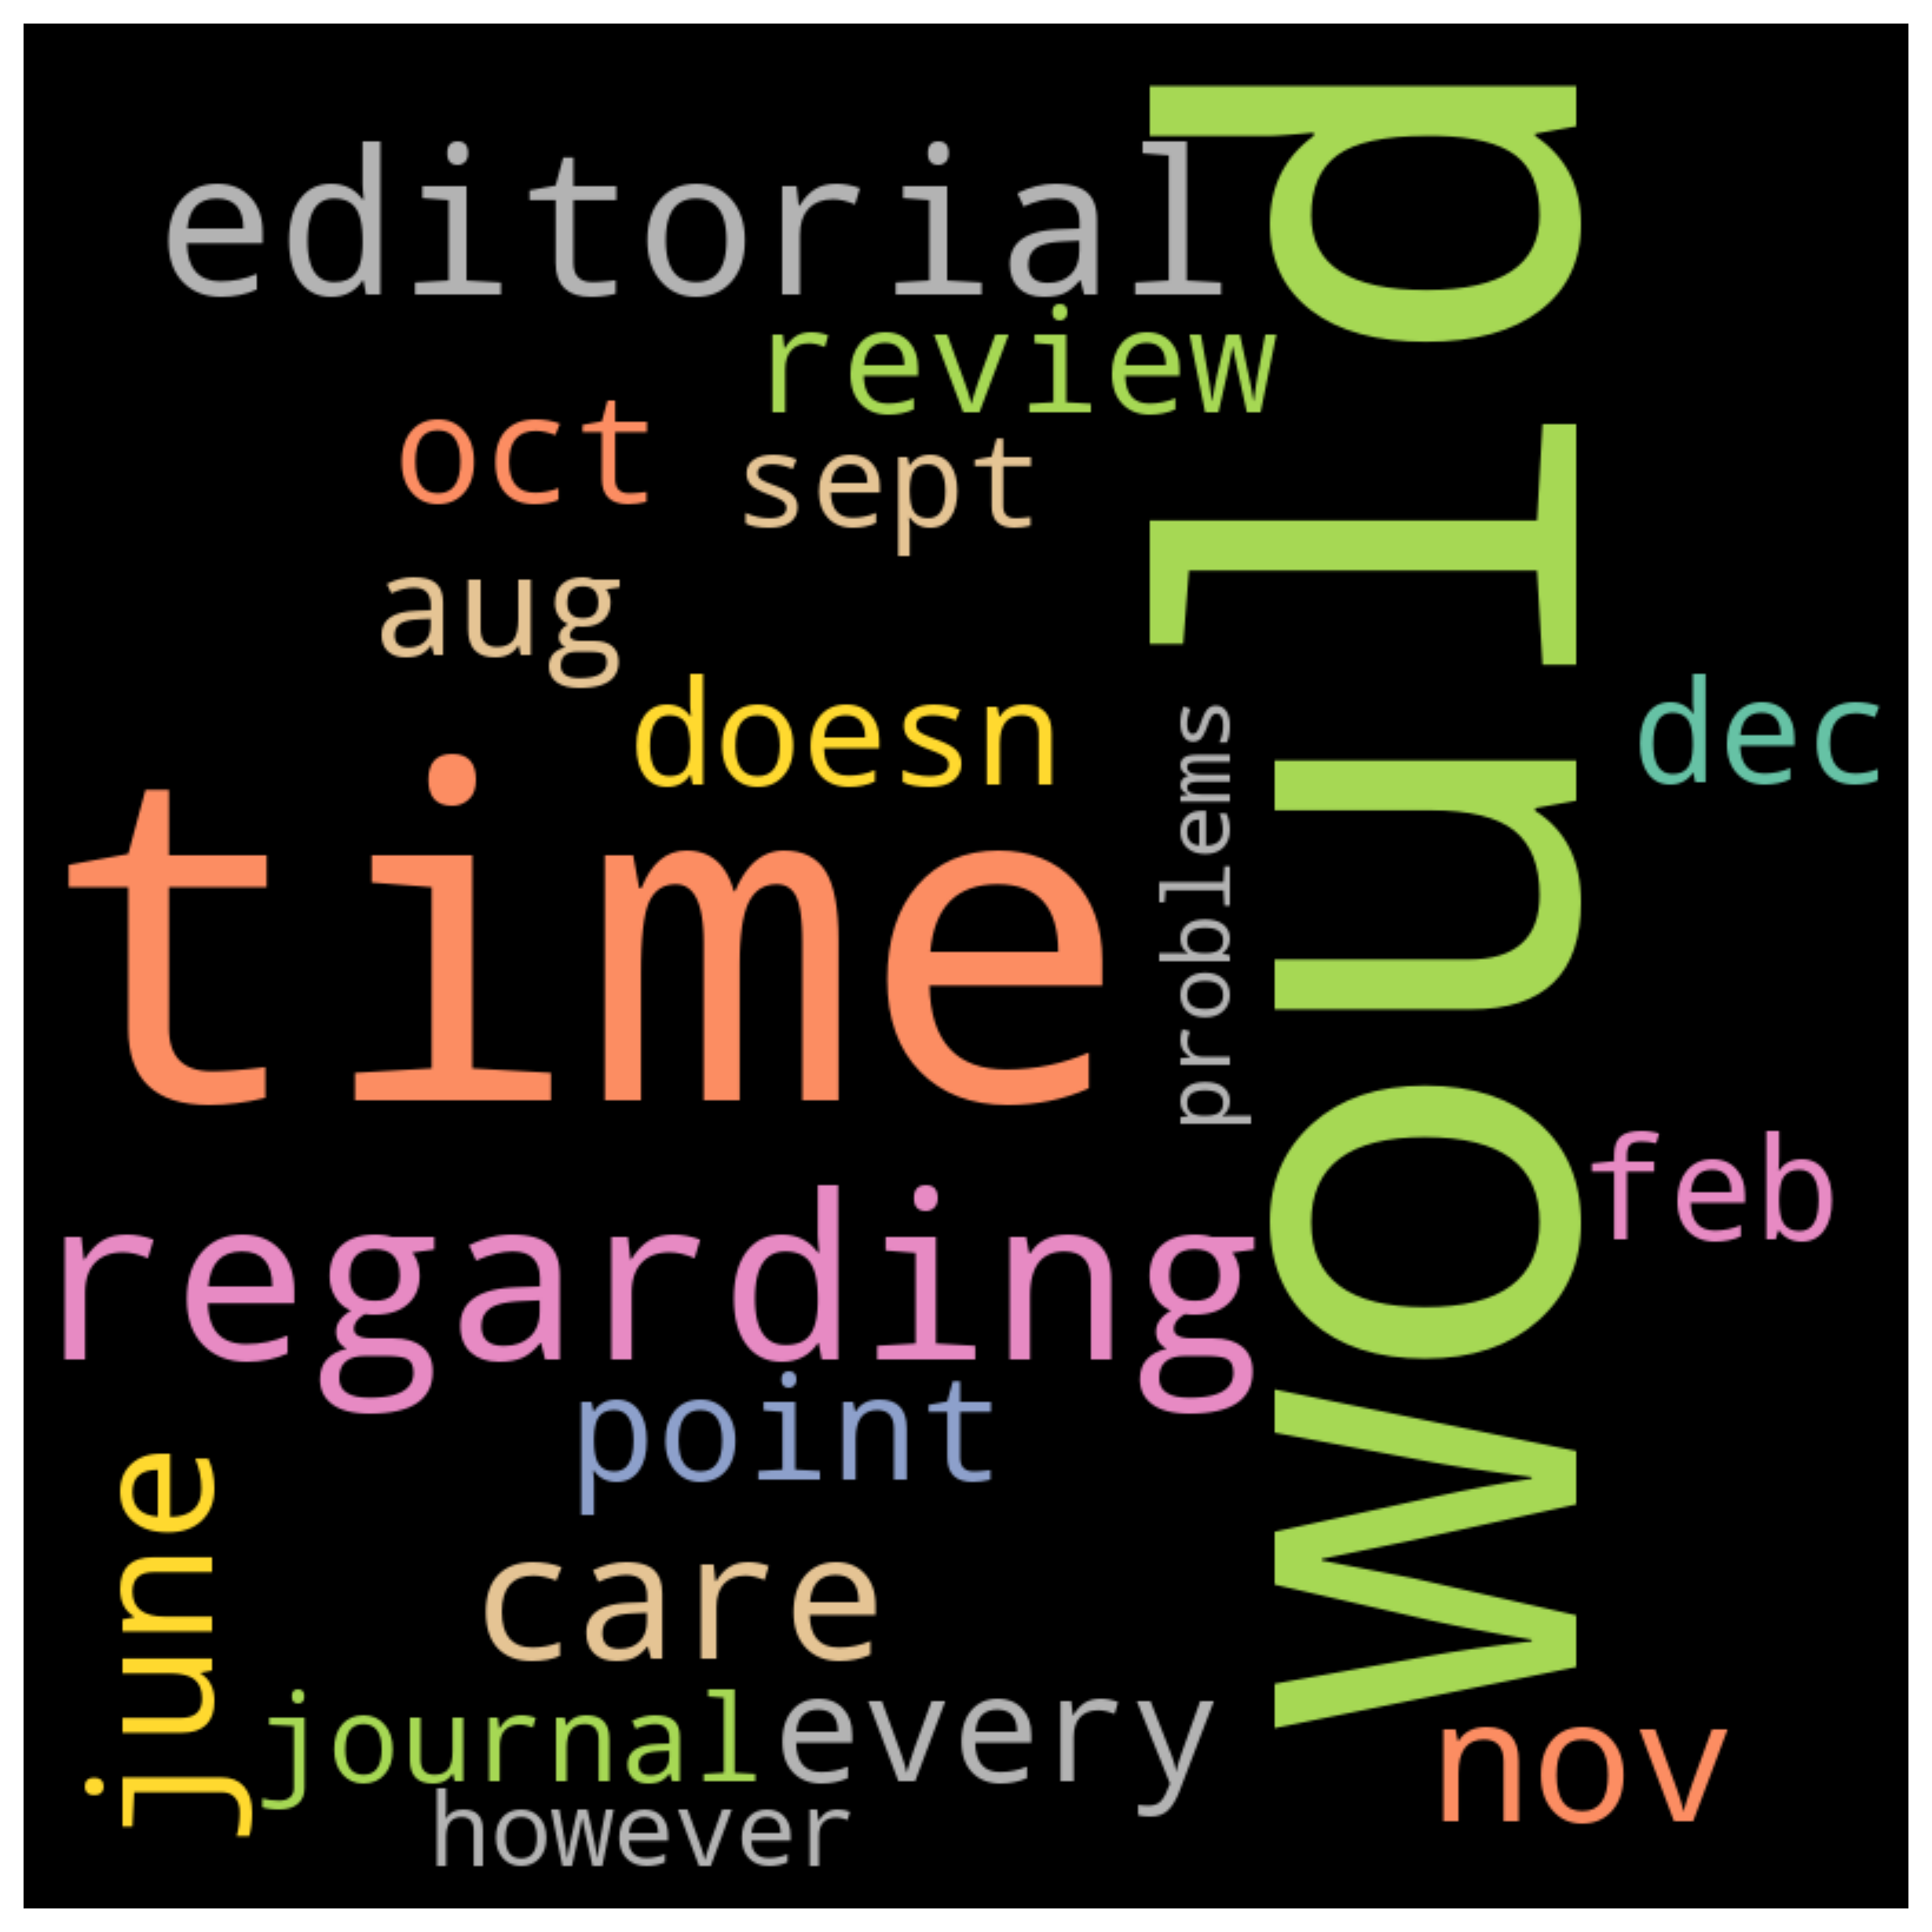 editorial
would
review
oct
sept
aug
doesn
dec
time
problems
feb
regarding
point
june
care
journal
every
nov
however